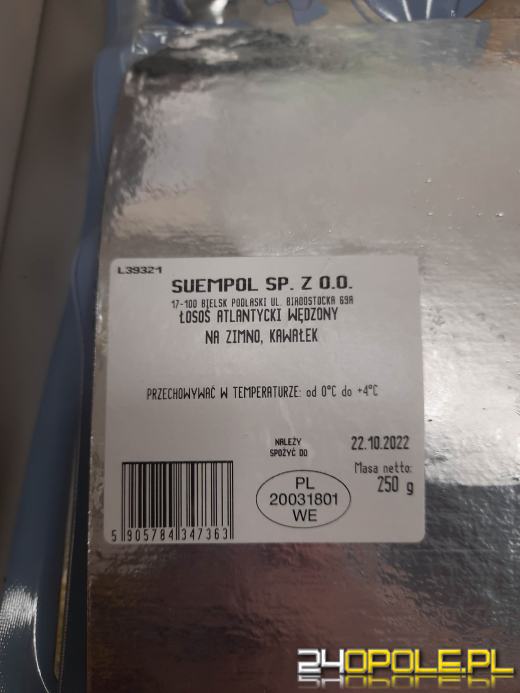 L39321
SUEMPOL SP. Z O.O.
17-100 BIELSK PODLASKI UL. BIAŁOSTOCKA 69A
ŁOSOŚ ATLANTYCKI WĘDZONY
NA ZIMNO, KAWAŁEK
PRZECHOWYWAĆ W TEMPERATURZE: od 0°C do +4°C
NALEŻY
SPOŻYĆ DO
22.10.2022
Masa netto:
250 g
PL
20031801
WE
5 905784 347363
24OPOLE.PL